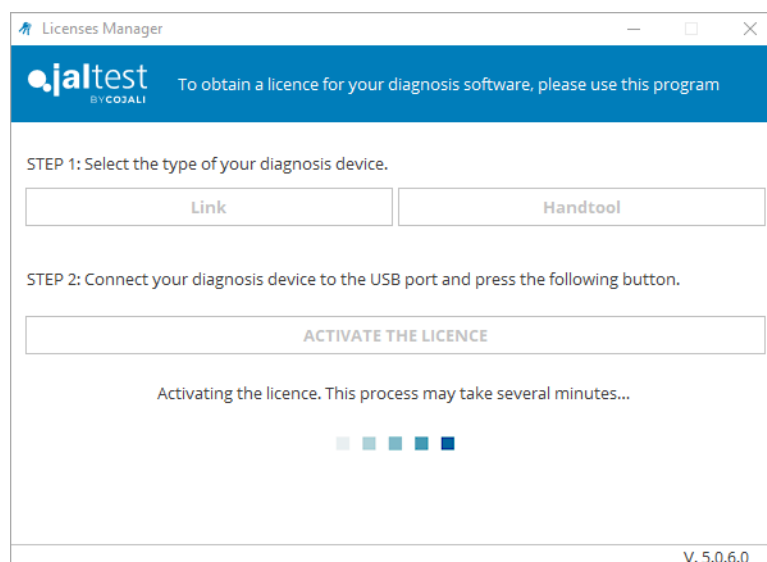 Licenses Manager
jaltest
BY COJALI
To obtain a licence for your diagnosis software, please use this program
STEP 1: Select the type of your diagnosis device.
Link
Handtool
STEP 2: Connect your diagnosis device to the USB port and press the following button.
ACTIVATE THE LICENCE
Activating the licence. This process may take several minutes...
V. 5.0.6.0